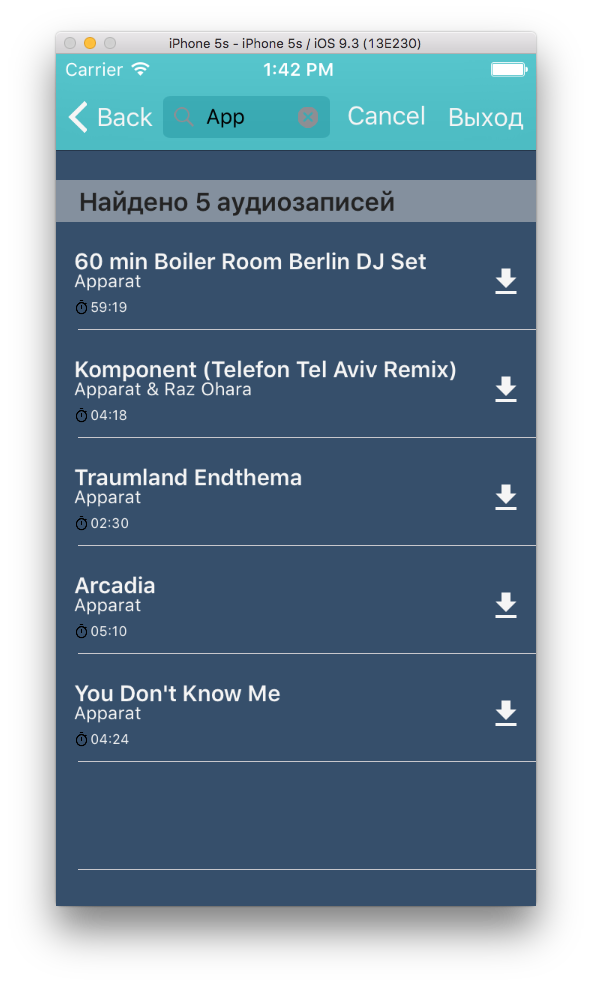 iPhone 5s - iPhone 5s / iOS 9.3 (13E230)
Carrier 1:42 PM
Back App Cancel Выход
Найдено 5 аудиозаписей
60 min Boiler Room Berlin DJ Set
Apparat
59:19
Komponent (Telefon Tel Aviv Remix)
Apparat & Raz Ohara
04:18
Traumland Endthema
Apparat
02:30
Arcadia
Apparat
05:10
You Don't Know Me
Apparat
04:24